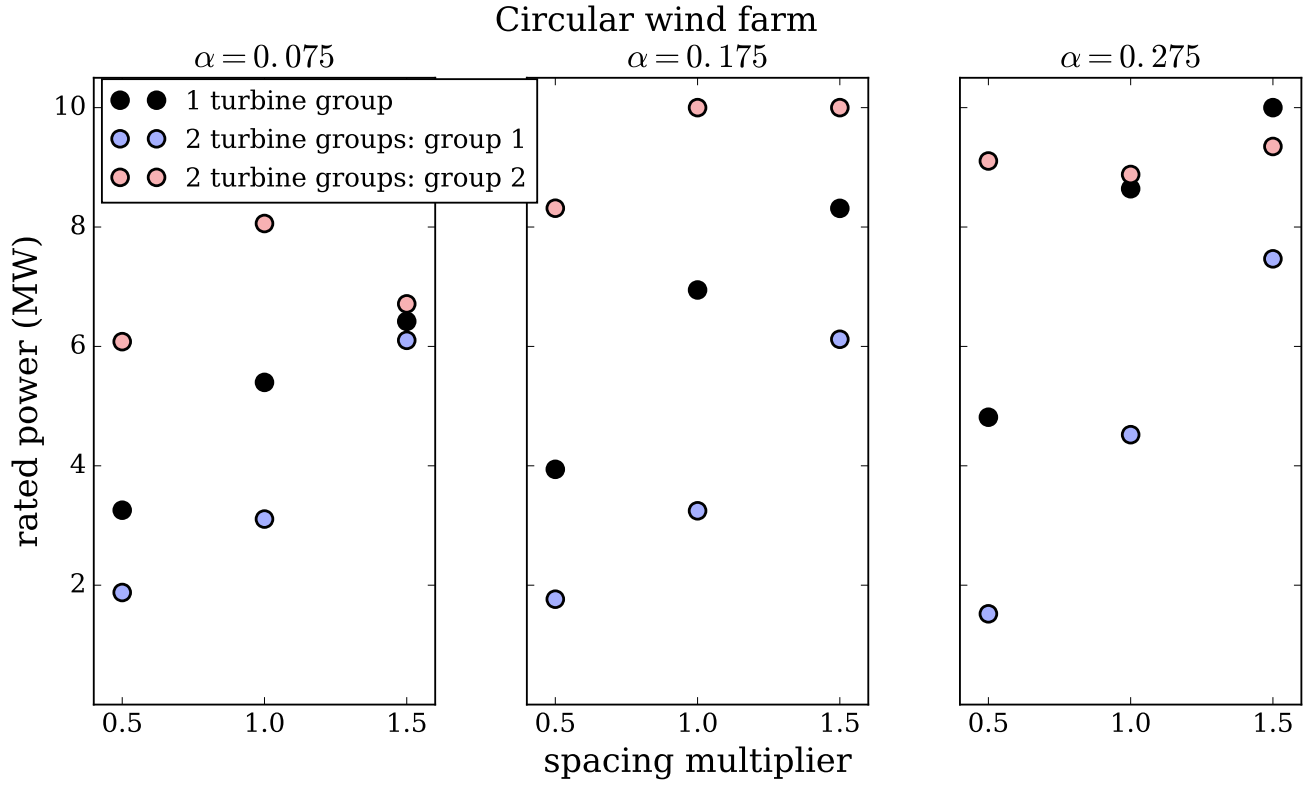 Circular wind farm
α = 0.075
α = 0.175
α = 0.275
1 turbine group
2 turbine groups: group 1
2 turbine groups: group 2
rated power (MW)
10
8
6
4
2
0.5 1.0 1.5
0.5 1.0 1.5
0.5 1.0 1.5
spacing multiplier